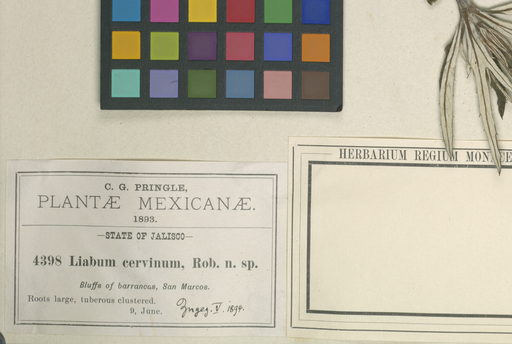 C. G. PRINGLE,
PLANTÆ MEXICANÆ.
1893.
—STATE OF JALISCO—
4398 Liabum cervinum, Rob. n. sp.
Bluffs of barrancas, San Marcos.
Roots large, tuberous clustered.
9, June.
V. 1894.
HERBARIUM REGIUM